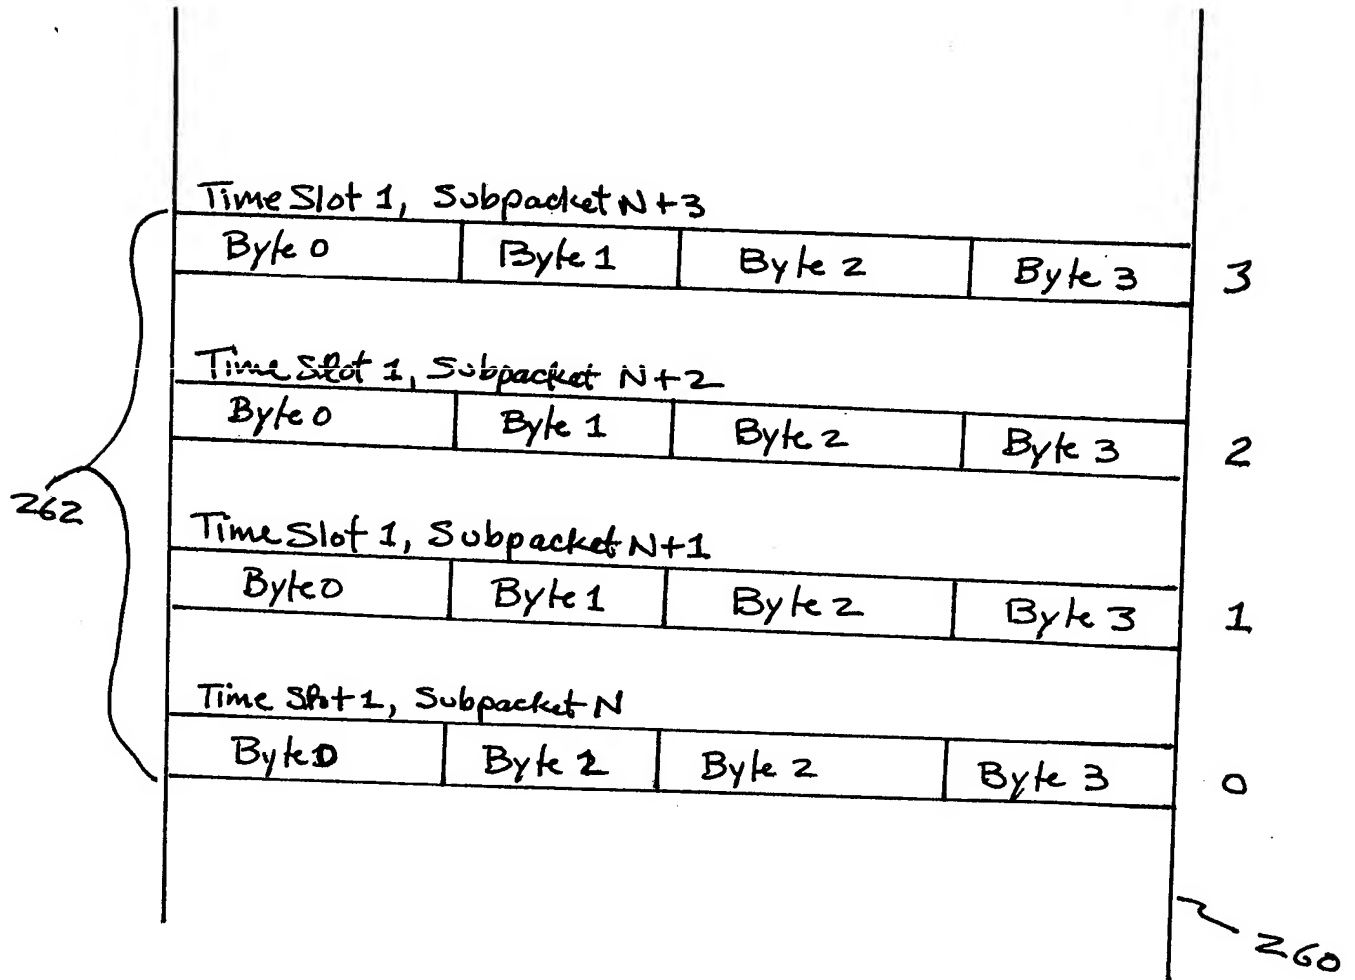 Time Slot 1, Subpacket N+3
Byte 0 Byte 1 Byte 2 Byte 3 3
Time Slot 1, Subpacket N+2
Byte 0 Byte 1 Byte 2 Byte 3 2
262
Time Slot 1, Subpacket N+1
Byte 0 Byte 1 Byte 2 Byte 3 1
Time Slot 1, Subpacket N
Byte 0 Byte 1 Byte 2 Byte 3 0
260